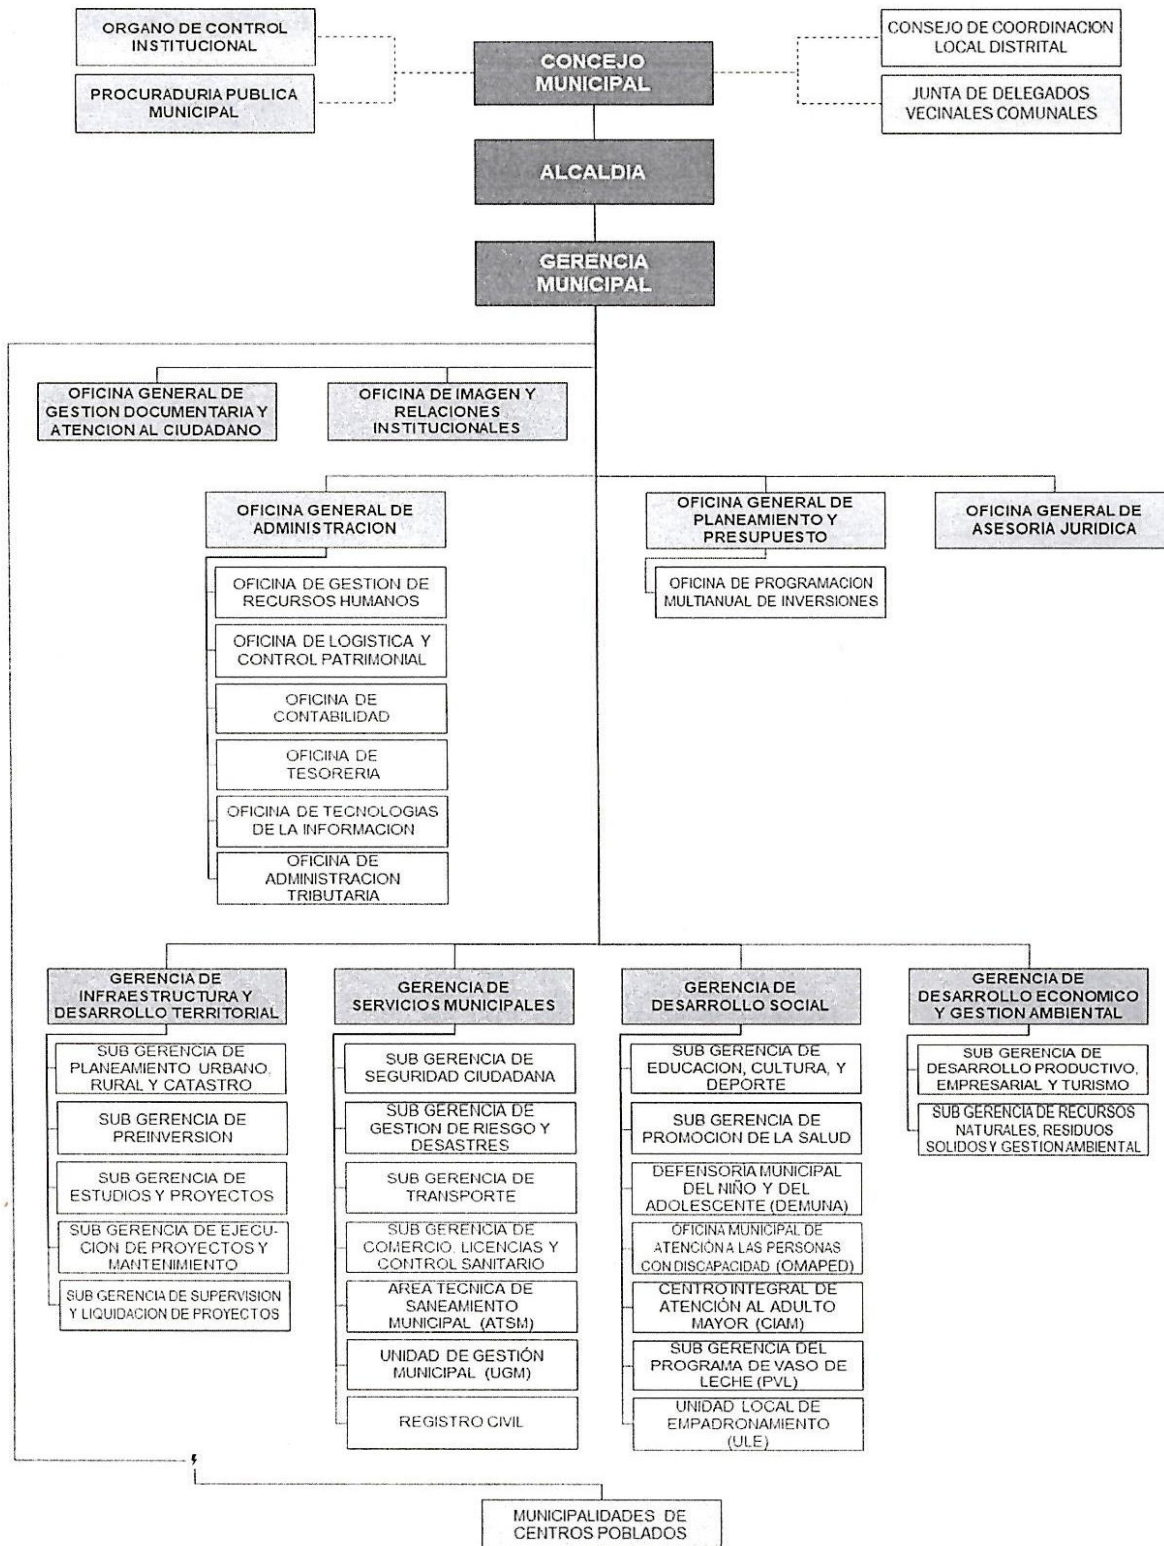 ORGANO DE CONTROL
INSTITUCIONAL
PROCURADURIA PUBLICA
MUNICIPAL
CONCEJO
MUNICIPAL
CONSEJO DE COORDINACION
LOCAL DISTRITAL
JUNTA DE DELEGADOS
VECINALES COMUNALES
ALCALDIA
GERENCIA
MUNICIPAL
OFICINA GENERAL DE
GESTION DOCUMENTARIA Y
ATENCION AL CIUDADANO
OFICINA DE IMAGEN Y
RELACIONES
INSTITUCIONALES
OFICINA GENERAL DE
ADMINISTRACION
OFICINA GENERAL DE
PLANEAMIENTO Y
PRESUPUESTO
OFICINA GENERAL DE
ASESORIA JURIDICA
OFICINA DE GESTION DE
RECURSOS HUMANOS
OFICINA DE LOGISTICA Y
CONTROL PATRIMONIAL
OFICINA DE
CONTABILIDAD
OFICINA DE
TESORERIA
OFICINA DE TECNOLOGIAS
DE LA INFORMACION
OFICINA DE
ADMINISTRACION
TRIBUTARIA
OFICINA DE PROGRAMACION
MULTIANUAL DE INVERSIONES
GERENCIA DE
INFRAESTRUCTURA Y
DESARROLLO TERRITORIAL
SUB GERENCIA DE
PLANEAMIENTO URBANO,
RURAL Y CATASTRO
SUB GERENCIA DE
PREINVERSION
SUB GERENCIA DE
ESTUDIOS Y PROYECTOS
SUB GERENCIA DE EJECU-
CION DE PROYECTOS Y
MANTENIMIENTO
SUB GERENCIA DE SUPERVISION
Y LIQUIDACION DE PROYECTOS
GERENCIA DE
SERVICIOS MUNICIPALES
SUB GERENCIA DE
SEGURIDAD CIUDADANA
SUB GERENCIA DE
GESTION DE RIESGO Y
DESASTRES
SUB GERENCIA DE
TRANSPORTE
SUB GERENCIA DE
COMERCIO, LICENCIAS Y
CONTROL SANITARIO
AREA TECNICA DE
SANEAMIENTO
MUNICIPAL (ATSM)
UNIDAD DE GESTIÓN
MUNICIPAL (UGM)
REGISTRO CIVIL
GERENCIA DE
DESARROLLO SOCIAL
SUB GERENCIA DE
EDUCACION, CULTURA, Y
DEPORTE
SUB GERENCIA DE
PROMOCION DE LA SALUD
DEFENSORIA MUNICIPAL
DEL NIÑO Y DEL
ADOLESCENTE (DEMUNA)
OFICINA MUNICIPAL DE
ATENCIÓN A LAS PERSONAS
CON DISCAPACIDAD (OMAPED)
CENTRO INTEGRAL DE
ATENCIÓN AL ADULTO
MAYOR (CIAM)
SUB GERENCIA DEL
PROGRAMA DE VASO DE
LECHE (PVL)
UNIDAD LOCAL DE
EMPADRONAMIENTO
(ULE)
GERENCIA DE
DESARROLLO ECONOMICO
Y GESTION AMBIENTAL
SUB GERENCIA DE
DESARROLLO PRODUCTIVO,
EMPRESARIAL Y TURISMO
SUB GERENCIA DE RECURSOS
NATURALES, RESIDUOS
SOLIDOS Y GESTION AMBIENTAL
MUNICIPALIDADES DE
CENTROS POBLADOS